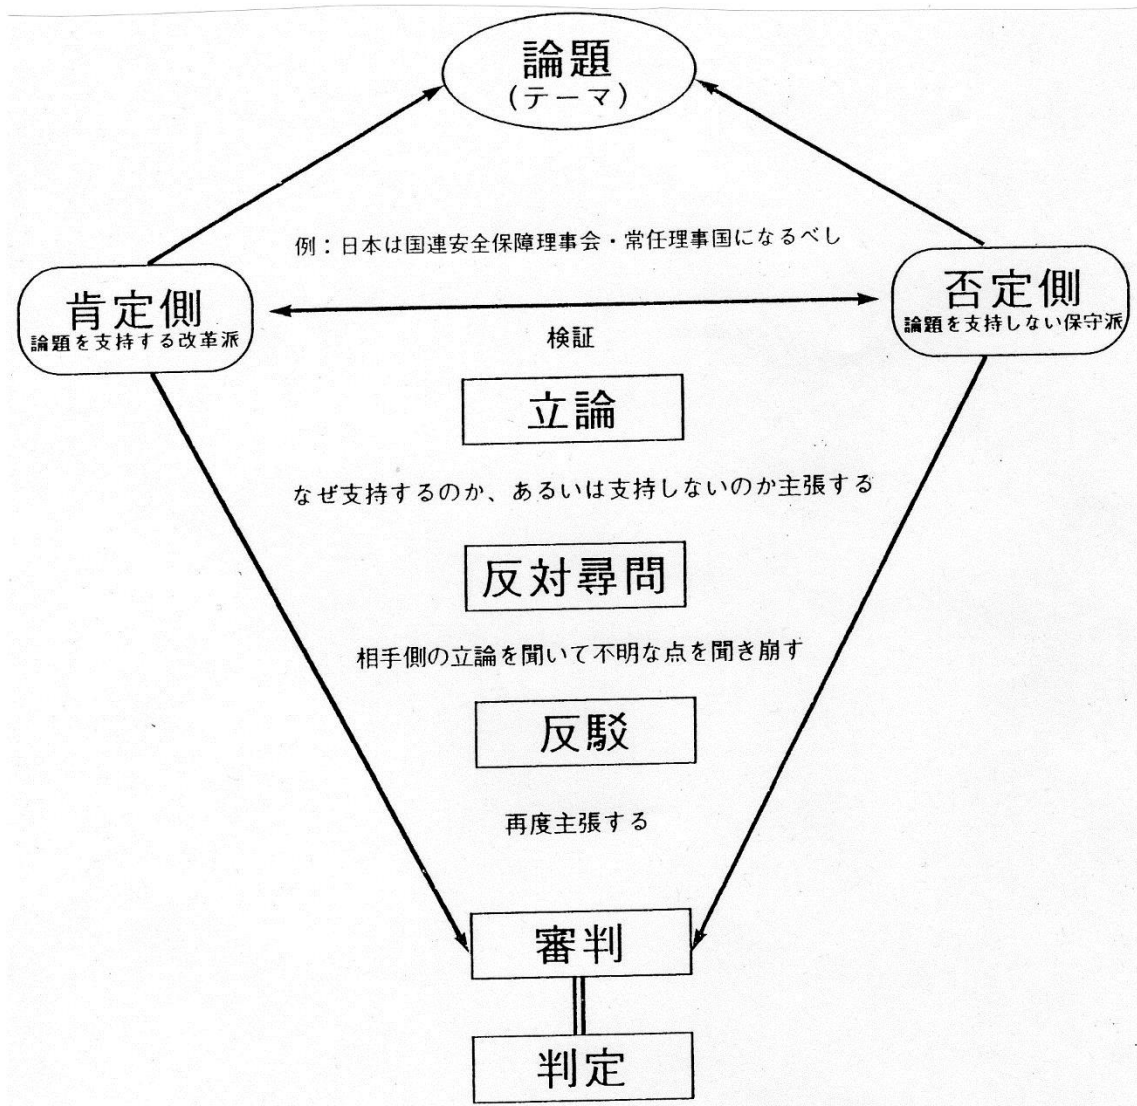 論題
(テーマ)
例：日本は国連安全保障理事会・常任理事国になるべし
肯定側
論題を支持する改革派
否定側
論題を支持しない保守派
検証
立論
なぜ支持するのか、あるいは支持しないのか主張する
反対尋問
相手側の立論を聞いて不明な点を聞き崩す
反駁
再度主張する
審判
判定